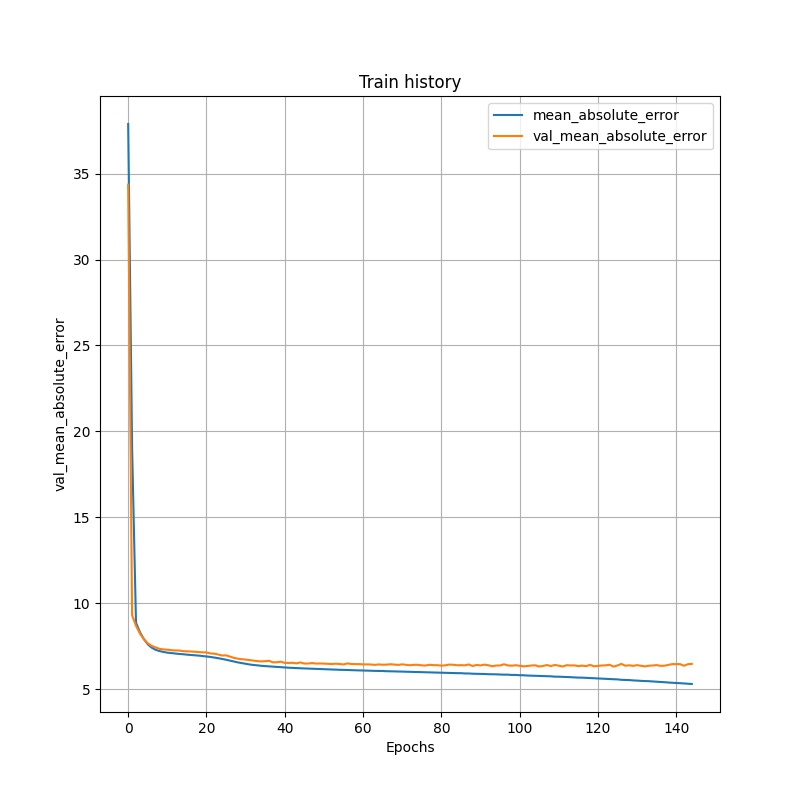 Train history
mean_absolute_error
val_mean_absolute_error
35
30
25
20
15
10
5
val_mean_absolute_error
0 20 40 60 80 100 120 140
Epochs